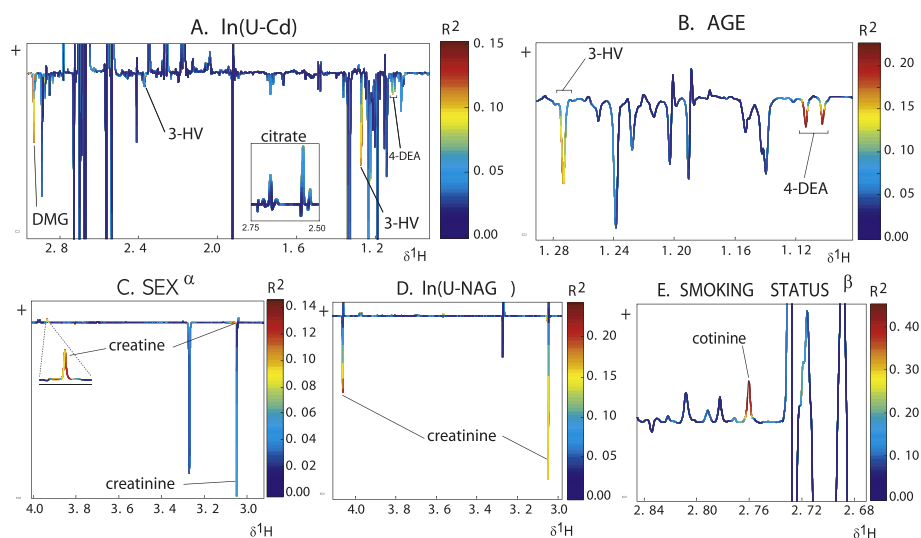 A. ln(U-Cd)
R²
+
0.15
0.10
0.05
0.00
3-HV
4-DEA
citrate
2.75 2.50
DMG
3-HV
-
2.8 2.4 2.0 1.6 1.2
δ¹H
B. AGE
R²
+
3-HV
0.20
0.15
0.10
0.05
0.00
4-DEA
-
1.28 1.24 1.20 1.16 1.12
δ¹H
C. SEX α
R²
+
0.14
0.12
0.10
0.08
0.06
0.04
0.02
0.00
creatine
creatinine
-
4.0 3.8 3.6 3.4 3.2 3.0
δ¹H
D. ln(U-NAG )
R²
+
0.20
0.15
0.10
0.05
0.00
creatinine
-
4.0 3.8 3.6 3.4 3.2 3.0
δ¹H
E. SMOKING STATUS β
R²
+
0.40
0.30
0.20
0.10
0.00
cotinine
-
2.84 2.80 2.76 2.72 2.68
δ¹H